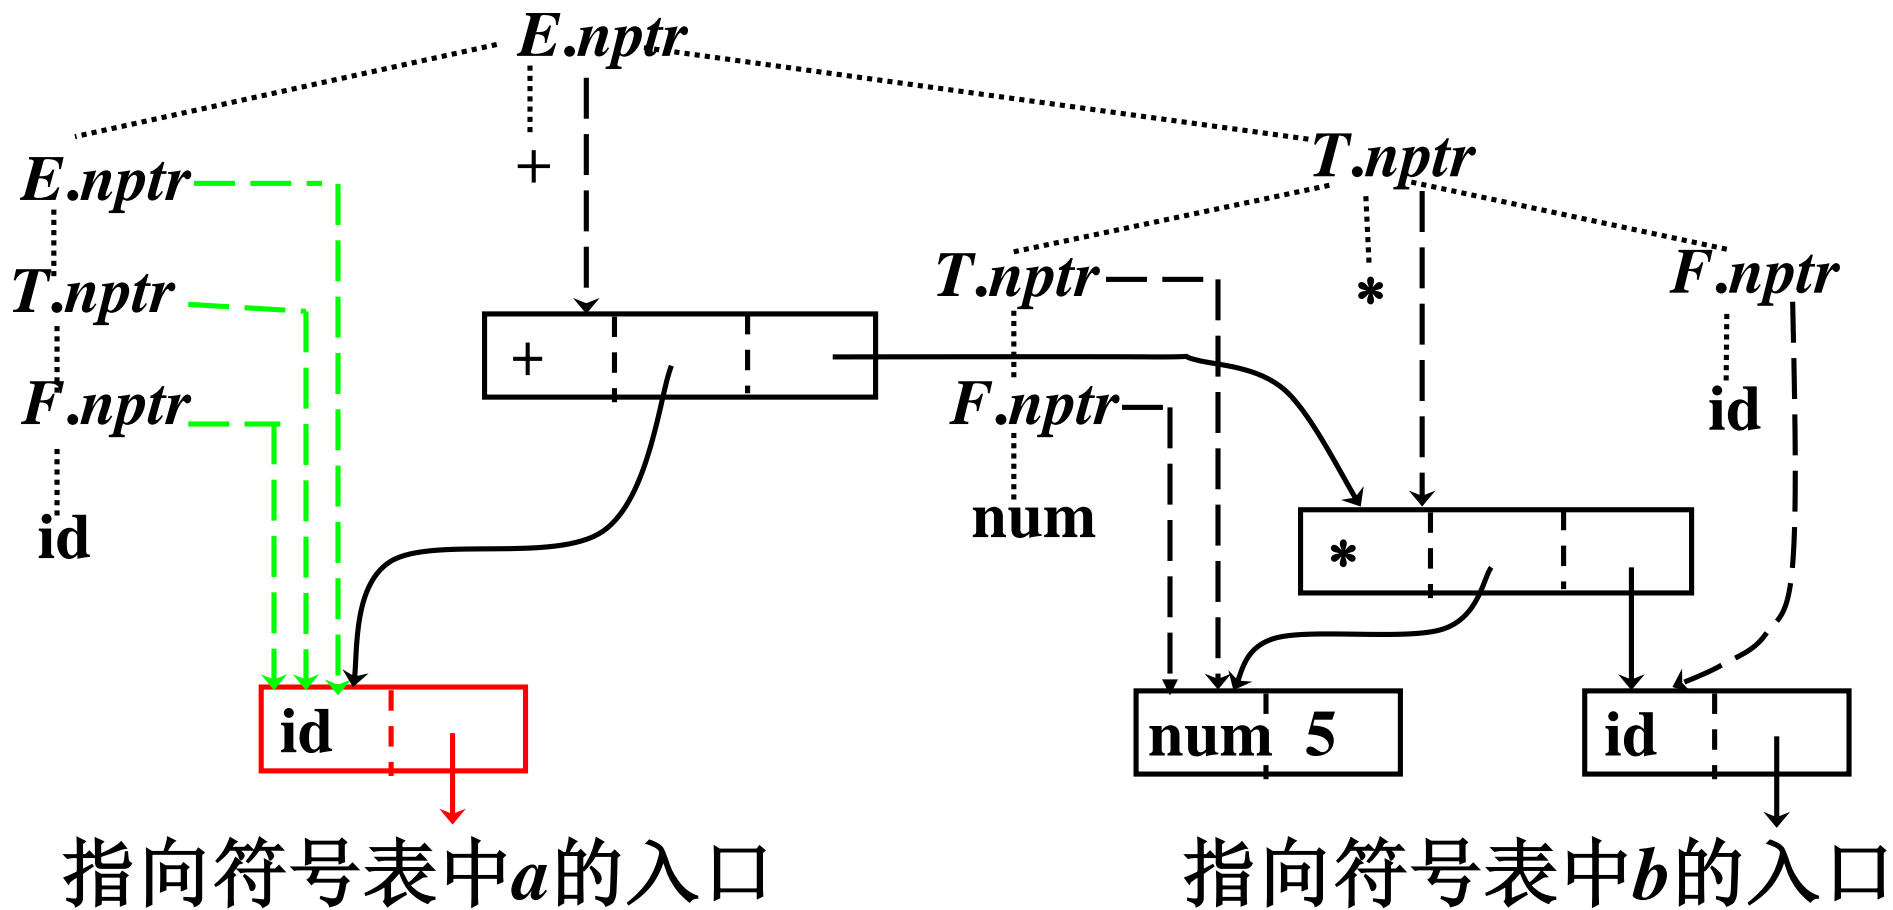 E.nptr
+
T.nptr
E.nptr
T.nptr
*
F.nptr
T.nptr
+
F.nptr
F.nptr
id
id
num
*
id
num 5
id
指向符号表中a的入口
指向符号表中b的入口